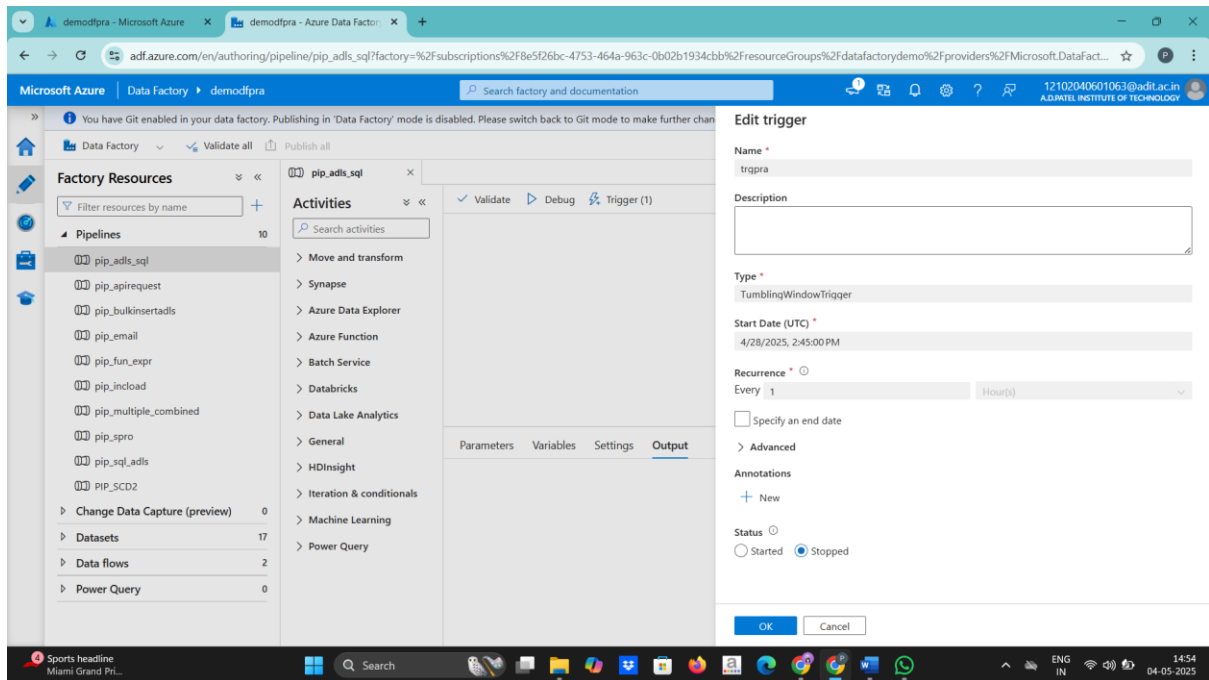 demodfpra - Microsoft Azure
demodfpra - Azure Data Factory
adf.azure.com/en/authoring/pipeline/pip_adls_sql?factory=%2Fsubscriptions%2F8e5f26bc-4753-464a-963c-0b02b1934cbb%2FresourceGroups%2Fdatafactorydemo%2Fproviders%2FMicrosoft.DataFact...
P
Microsoft Azure
Data Factory
demodfpra
Search factory and documentation
1
12102040601063@adit.ac.in
A.D.PATEL INSTITUTE OF TECHNOLOGY
You have Git enabled in your data factory. Publishing in 'Data Factory' mode is disabled. Please switch back to Git mode to make further chan
Data Factory
Validate all
Publish all
Factory Resources
Filter resources by name
Pipelines 10
pip_adls_sql
pip_apirequest
pip_bulkinsertadls
pip_email
pip_fun_expr
pip_incload
pip_multiple_combined
pip_spro
pip_sql_adls
PIP_SCD2
Change Data Capture (preview) 0
Datasets 17
Data flows 2
Power Query 0
pip_adls_sql
Activities
Search activities
Move and transform
Synapse
Azure Data Explorer
Azure Function
Batch Service
Databricks
Data Lake Analytics
General
HDInsight
Iteration & conditionals
Machine Learning
Power Query
Validate Debug Trigger (1)
Parameters Variables Settings Output
Edit trigger
Name *
trgpra
Description
Type *
TumblingWindowTrigger
Start Date (UTC) *
4/28/2025, 2:45:00 PM
Recurrence *
Every 1 Hour(s)
Specify an end date
Advanced
Annotations
New
Status
Started Stopped
OK Cancel
4
Sports headline
Miami Grand Pri...
Search
ENG
IN
14:54
04-05-2025